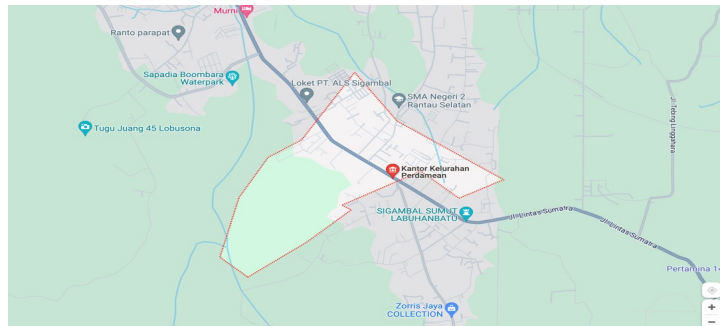 Murni
Ranto parapat
Sapadia Boombara
Waterpark
Loket PT. ALS Sigambal
SMA Negeri 2
Rantau Selatan
Tugu Juang 45 Lobusona
Jl. Tebing Linggahara
Kantor Kelurahan
Perdamean
SIGAMBAL SUMUT
LABUHANBATU
Jl. Lintas Sumatra
Jl. Lintas Sumatra
Pertamina 14
Zorris Jaya
COLLECTION